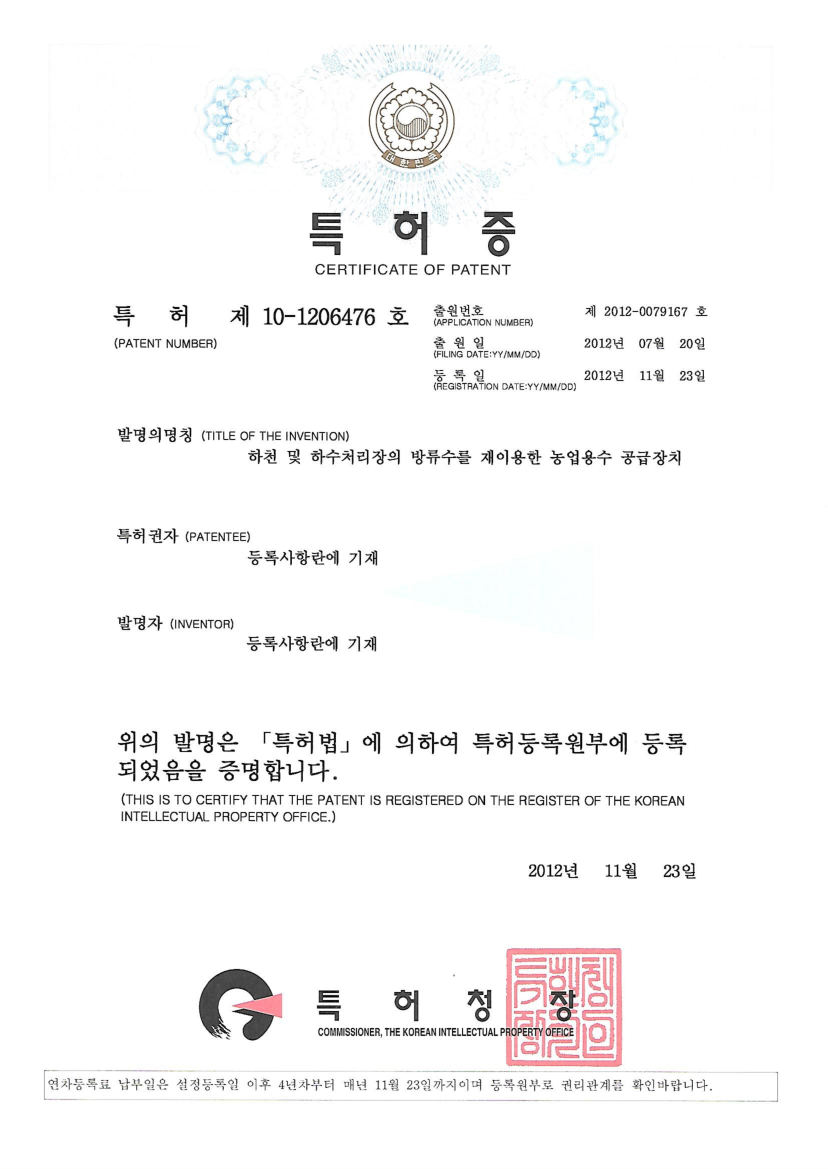 대한민국
특 허 증
CERTIFICATE OF PATENT
특 허 제 10-1206476 호
(PATENT NUMBER)
출원번호 제 2012-0079167 호
(APPLICATION NUMBER)
출 원 일 2012년 07월 20일
(FILING DATE:YY/MM/DD)
등 록 일 2012년 11월 23일
(REGISTRATION DATE:YY/MM/DD)
발명의명칭 (TITLE OF THE INVENTION)
하천 및 하수처리장의 방류수를 재이용한 농업용수 공급장치
특허권자 (PATENTEE)
등록사항란에 기재
발명자 (INVENTOR)
등록사항란에 기재
위의 발명은 「특허법」에 의하여 특허등록원부에 등록
되었음을 증명합니다.
(THIS IS TO CERTIFY THAT THE PATENT IS REGISTERED ON THE REGISTER OF THE KOREAN
INTELLECTUAL PROPERTY OFFICE.)
2012년 11월 23일
특 허 청 장
COMMISSIONER, THE KOREAN INTELLECTUAL PROPERTY OFFICE
연차등록료 납부일은 설정등록일 이후 4년차부터 매년 11월 23일까지이며 등록원부로 권리관계를 확인바랍니다.